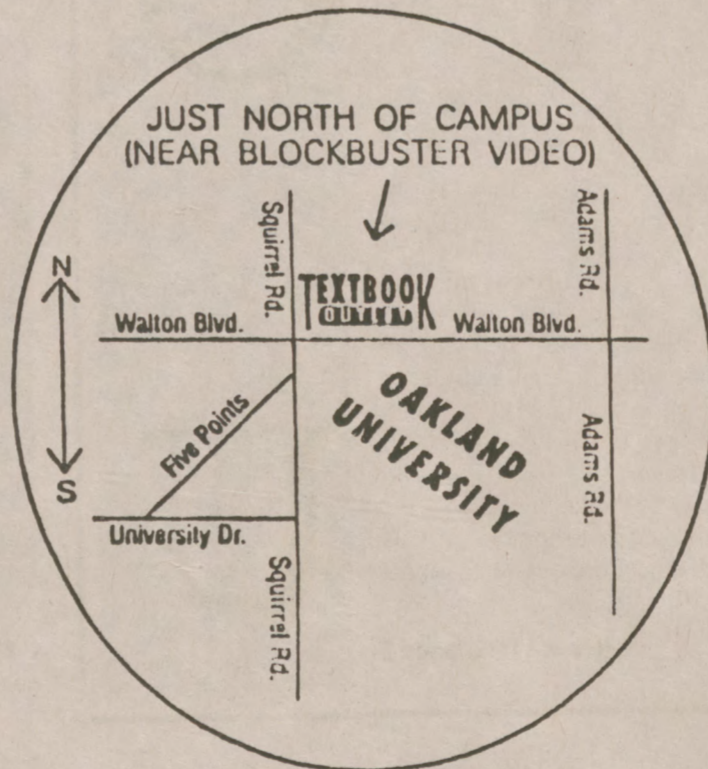 JUST NORTH OF CAMPUS
(NEAR BLOCKBUSTER VIDEO)
N
S
Squirrel Rd.
Adams Rd.
TEXTBOOK
OUTLET
Walton Blvd.
Walton Blvd.
OAKLAND
UNIVERSITY
Five Points
Adams Rd.
University Dr.
Squirrel Rd.